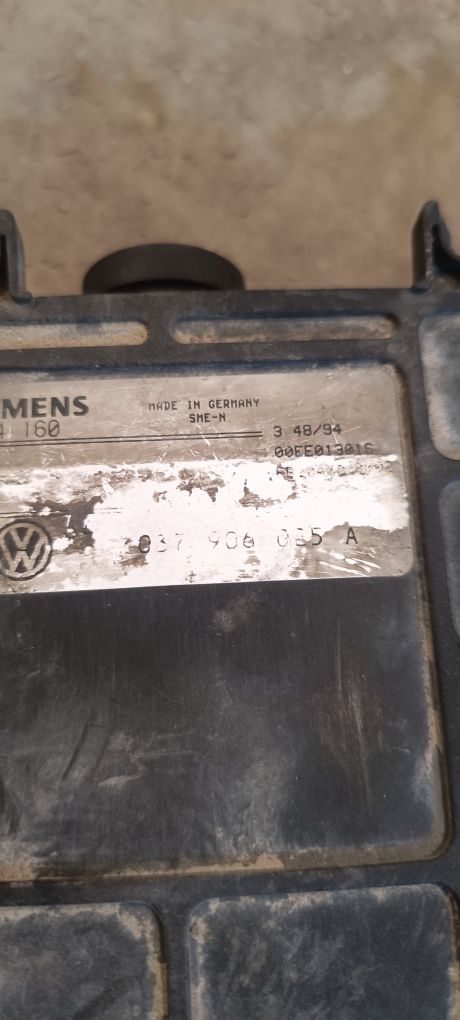 MENS
MADE IN GERMANY
SME-N
160
3 48/94
00EE013016
037 906 025 A